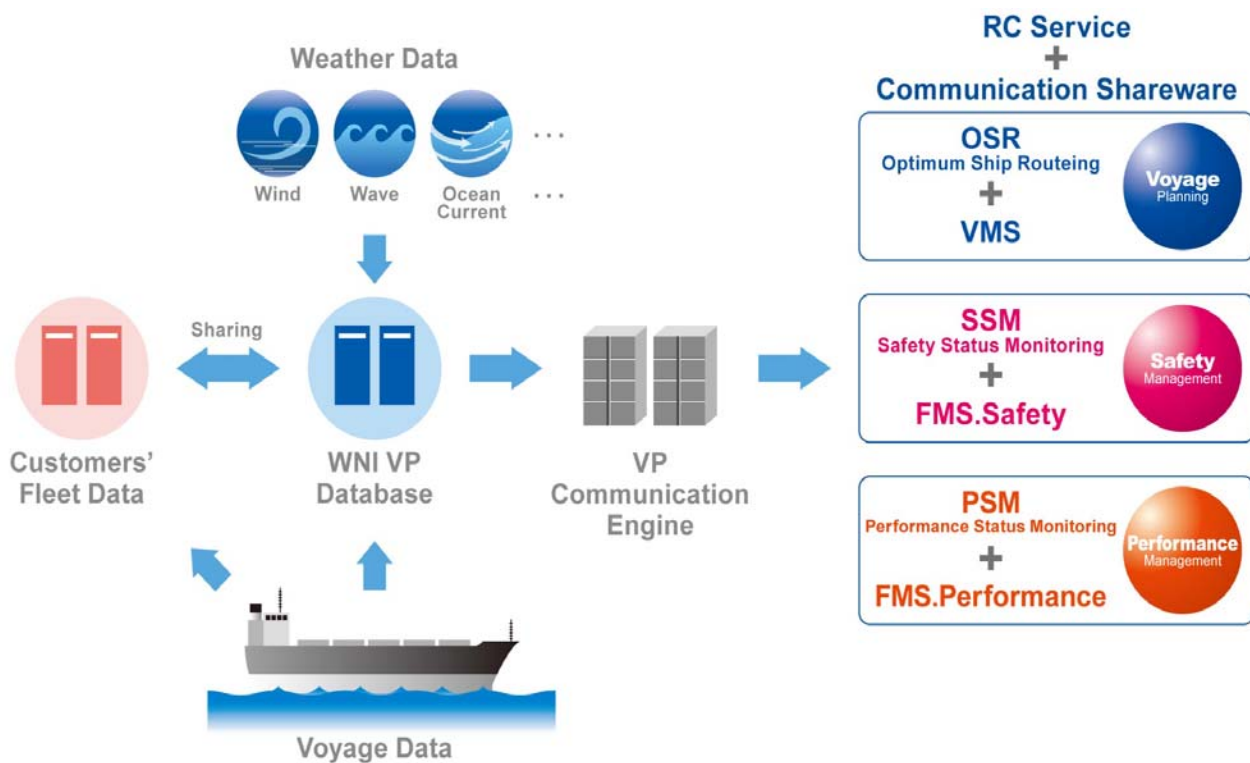 RC Service
+
Communication Shareware
Weather Data
Wind
Wave
Ocean
Current
...
...
OSR
Optimum Ship Routeing
+
VMS
Voyage
Planning
Sharing
Customers’
Fleet Data
WNI VP
Database
VP
Communication
Engine
SSM
Safety Status Monitoring
+
FMS.Safety
Safety
Management
PSM
Performance Status Monitoring
+
FMS.Performance
Performance
Management
Voyage Data